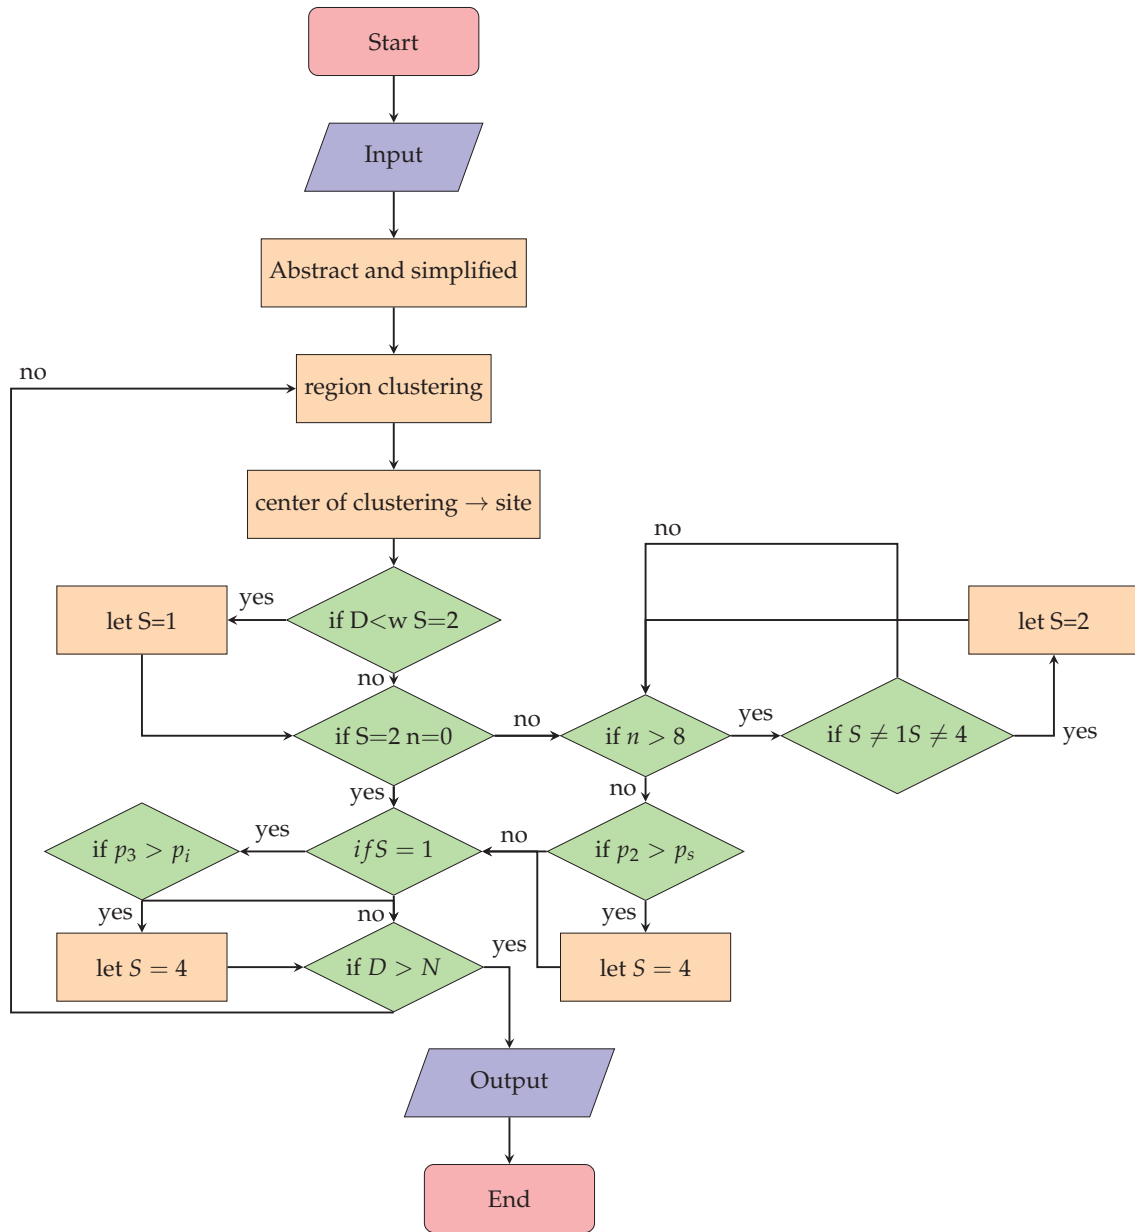 Start
Input
Abstract and simplified
no
region clustering
center of clustering → site
no
let S=1
yes
if D<w S=2
let S=2
no
if S=2 n=0
no
if n > 8
yes
if S ≠ 1S ≠ 4
yes
yes
no
if p₃ > pᵢ
yes
ifS = 1
no
if p₂ > pₛ
yes
no
yes
let S = 4
if D > N
yes
let S = 4
Output
End